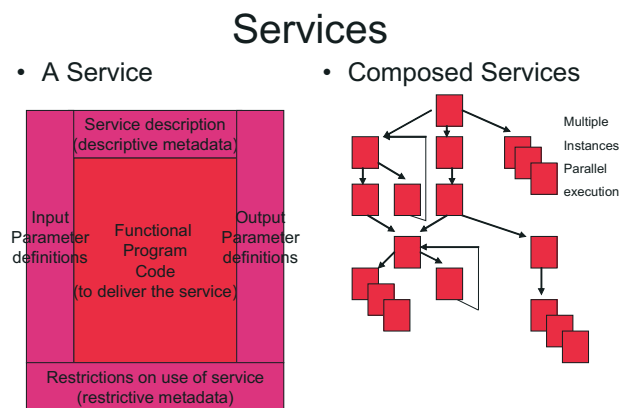 Services
• A Service
Service description
(descriptive metadata)
Input
Parameter
definitions
Functional
Program
Code
(to deliver the service)
Output
Parameter
definitions
Restrictions on use of service
(restrictive metadata)
• Composed Services
Multiple
Instances
Parallel
execution